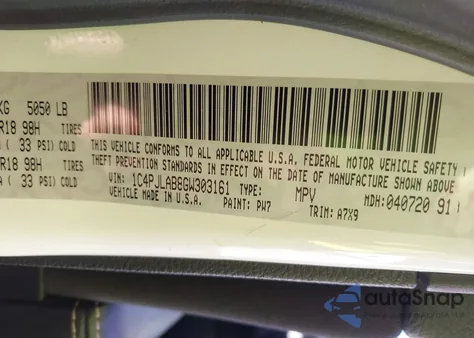 KG 5050 LB
R18 98H TIRES
( 33 PSI COLD)
R18 98H TIRES
A ( 33 PSI COLD)
THIS VEHICLE CONFORMS TO ALL APPLICABLE U.S.A. FEDERAL MOTOR VEHICLE SAFETY
THEFT PREVENTION STANDARDS IN EFFECT ON THE DATE OF MANUFACTURE SHOWN ABOVE
VIN: 1C4PJLAB8GW303161 TYPE: MPV MDH: 040720 91
VEHICLE MADE IN U.S.A. PAINT: PW7 TRIM: A7X9
autoSnap